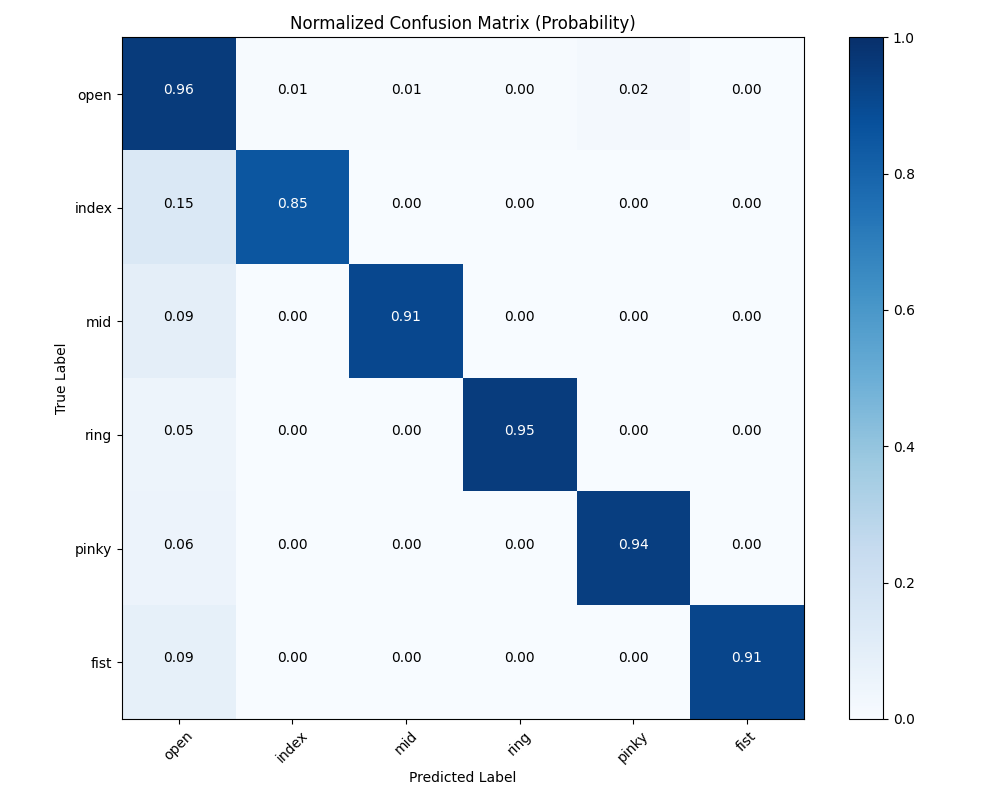 Normalized Confusion Matrix (Probability)
open 0.96 0.01 0.01 0.00 0.02 0.00
index 0.15 0.85 0.00 0.00 0.00 0.00
mid 0.09 0.00 0.91 0.00 0.00 0.00
ring 0.05 0.00 0.00 0.95 0.00 0.00
pinky 0.06 0.00 0.00 0.00 0.94 0.00
fist 0.09 0.00 0.00 0.00 0.00 0.91
True Label
open index mid ring pinky fist
Predicted Label
1.0
0.8
0.6
0.4
0.2
0.0